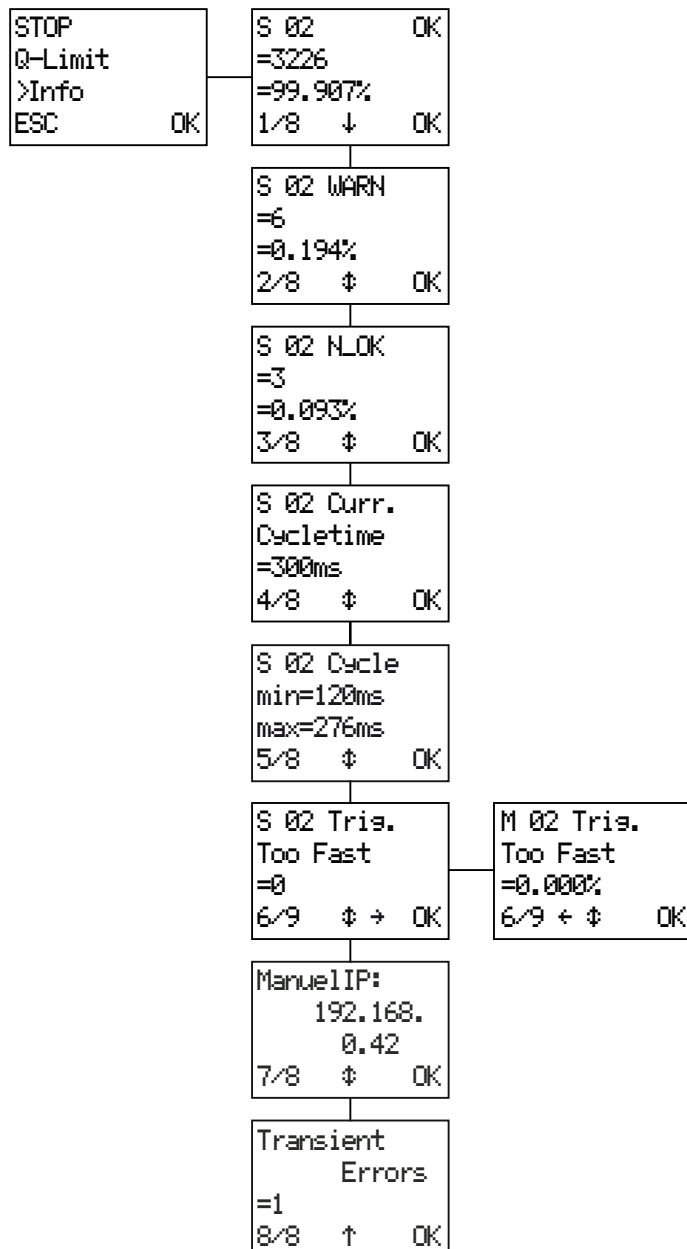 STOP
Q-Limit
>Info
ESC OK
S 02 OK
=3226
=99.907%
1/8 ↓ OK
S 02 WARN
=6
=0.194%
2/8 ↕ OK
S 02 N_OK
=3
=0.093%
3/8 ↕ OK
S 02 Curr.
Cycletime
=300ms
4/8 ↕ OK
S 02 Cycle
min=120ms
max=276ms
5/8 ↕ OK
S 02 Trig.
Too Fast
=0
6/9 ↕ → OK
M 02 Trig.
Too Fast
=0.000%
6/9 ← ↕ OK
ManuelIP:
192.168.
0.42
7/8 ↕ OK
Transient
Errors
=1
8/8 ↑ OK